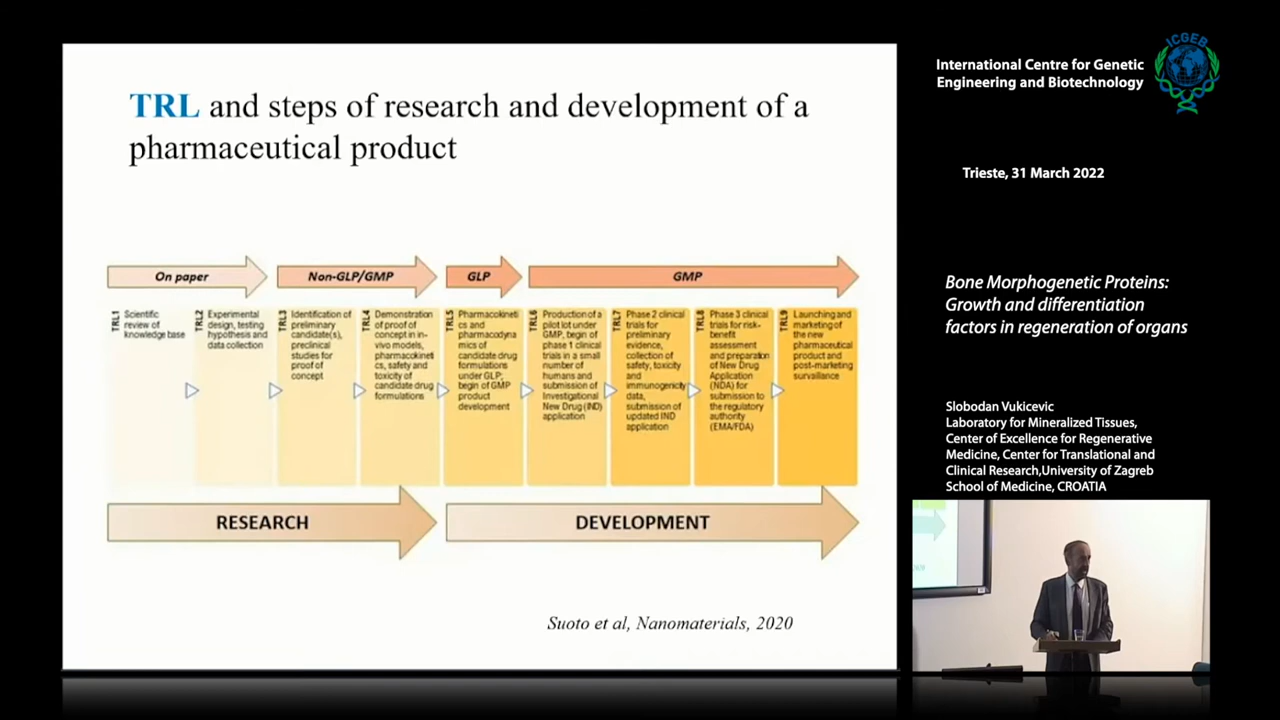 TRL and steps of research and development of a
pharmaceutical product
On paper
Non-GLP/GMP
GLP
GMP
TRL1
Scientific
review of
knowledge base
TRL2
Experimental
design, testing
hypothesis and
data collection
TRL3
Identification of
preliminary
candidate(s),
preclinical
studies for
proof of
concept
TRL4
Demonstration
of proof of
concept in in-
vivo models,
pharmacokineti
cs, safety and
toxicity of
candidate drug
formulations
TRL5
Pharmacokineti
cs and
pharmacodyna
mics of
candidate drug
formulations
under GLP;
begin of GMP
product
development
TRL6
Production of a
pilot lot under
GMP, begin of
phase 1 clinical
trials in a small
number of
humans and
submission of
Investigational
New Drug (IND)
application
TRL7
Phase 2 clinical
trials for
preliminary
evidence,
collection of
safety, toxicity
and
immunogenicity
data,
submission of
updated IND
application
TRL8
Phase 3 clinical
trials for risk-
benefit
assessment
and preparation
of New Drug
Application
(NDA) for
submission to
the regulatory
authority
(EMA/FDA)
TRL9
Launching and
marketing of
the new
pharmaceutical
product and
post-marketing
survaillance
RESEARCH
DEVELOPMENT
Suoto et al, Nanomaterials, 2020
International Centre for Genetic
Engineering and Biotechnology
ICGEB
Trieste, 31 March 2022
Bone Morphogenetic Proteins:
Growth and differentiation
factors in regeneration of organs
Slobodan Vukicevic
Laboratory for Mineralized Tissues,
Center of Excellence for Regenerative
Medicine, Center for Translational and
Clinical Research,University of Zagreb
School of Medicine, CROATIA